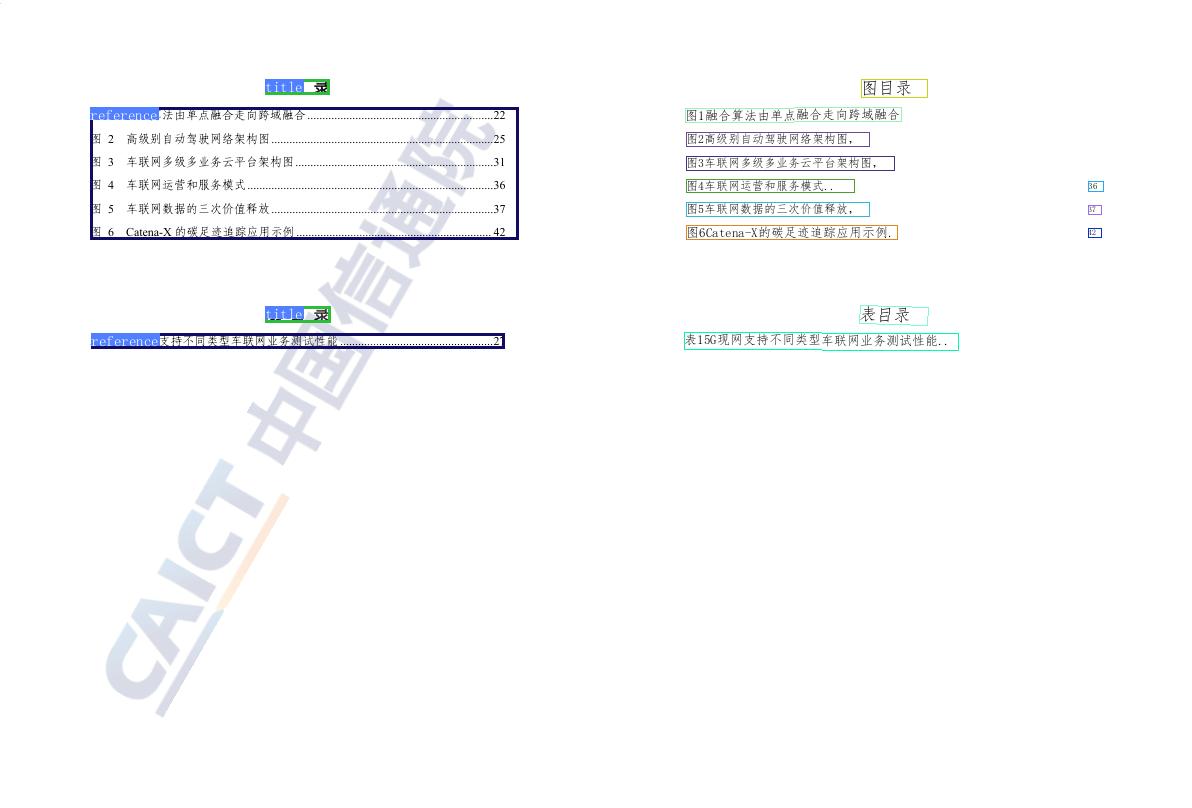 title 录
reference 法由单点融合走向跨域融合........22
图 2 高级别自动驾驶网络架构图........25
图 3 车联网多级多业务云平台架构图........31
图 4 车联网运营和服务模式........36
图 5 车联网数据的三次价值释放........37
图 6 Catena-X 的碳足迹追踪应用示例........42
title 录
reference 支持不同类型车联网业务测试性能........27
CAICT 中国信通院
图目录
图1融合算法由单点融合走向跨域融合
图2高级别自动驾驶网络架构图，
图3车联网多级多业务云平台架构图，
图4车联网运营和服务模式.. 36
图5车联网数据的三次价值释放， 37
图6Catena-X的碳足迹追踪应用示例. 42
表目录
表15G现网支持不同类型车联网业务测试性能..